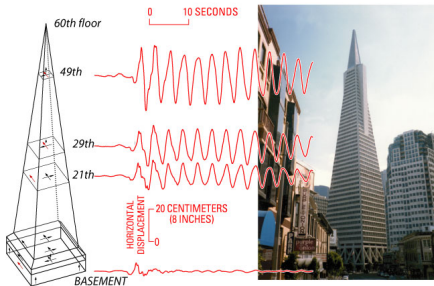 60th floor
0 10 SECONDS
49th
29th
21th
HORIZONTAL
DISPLACEMENT
20 CENTIMETERS
(8 INCHES)
0
BASEMENT